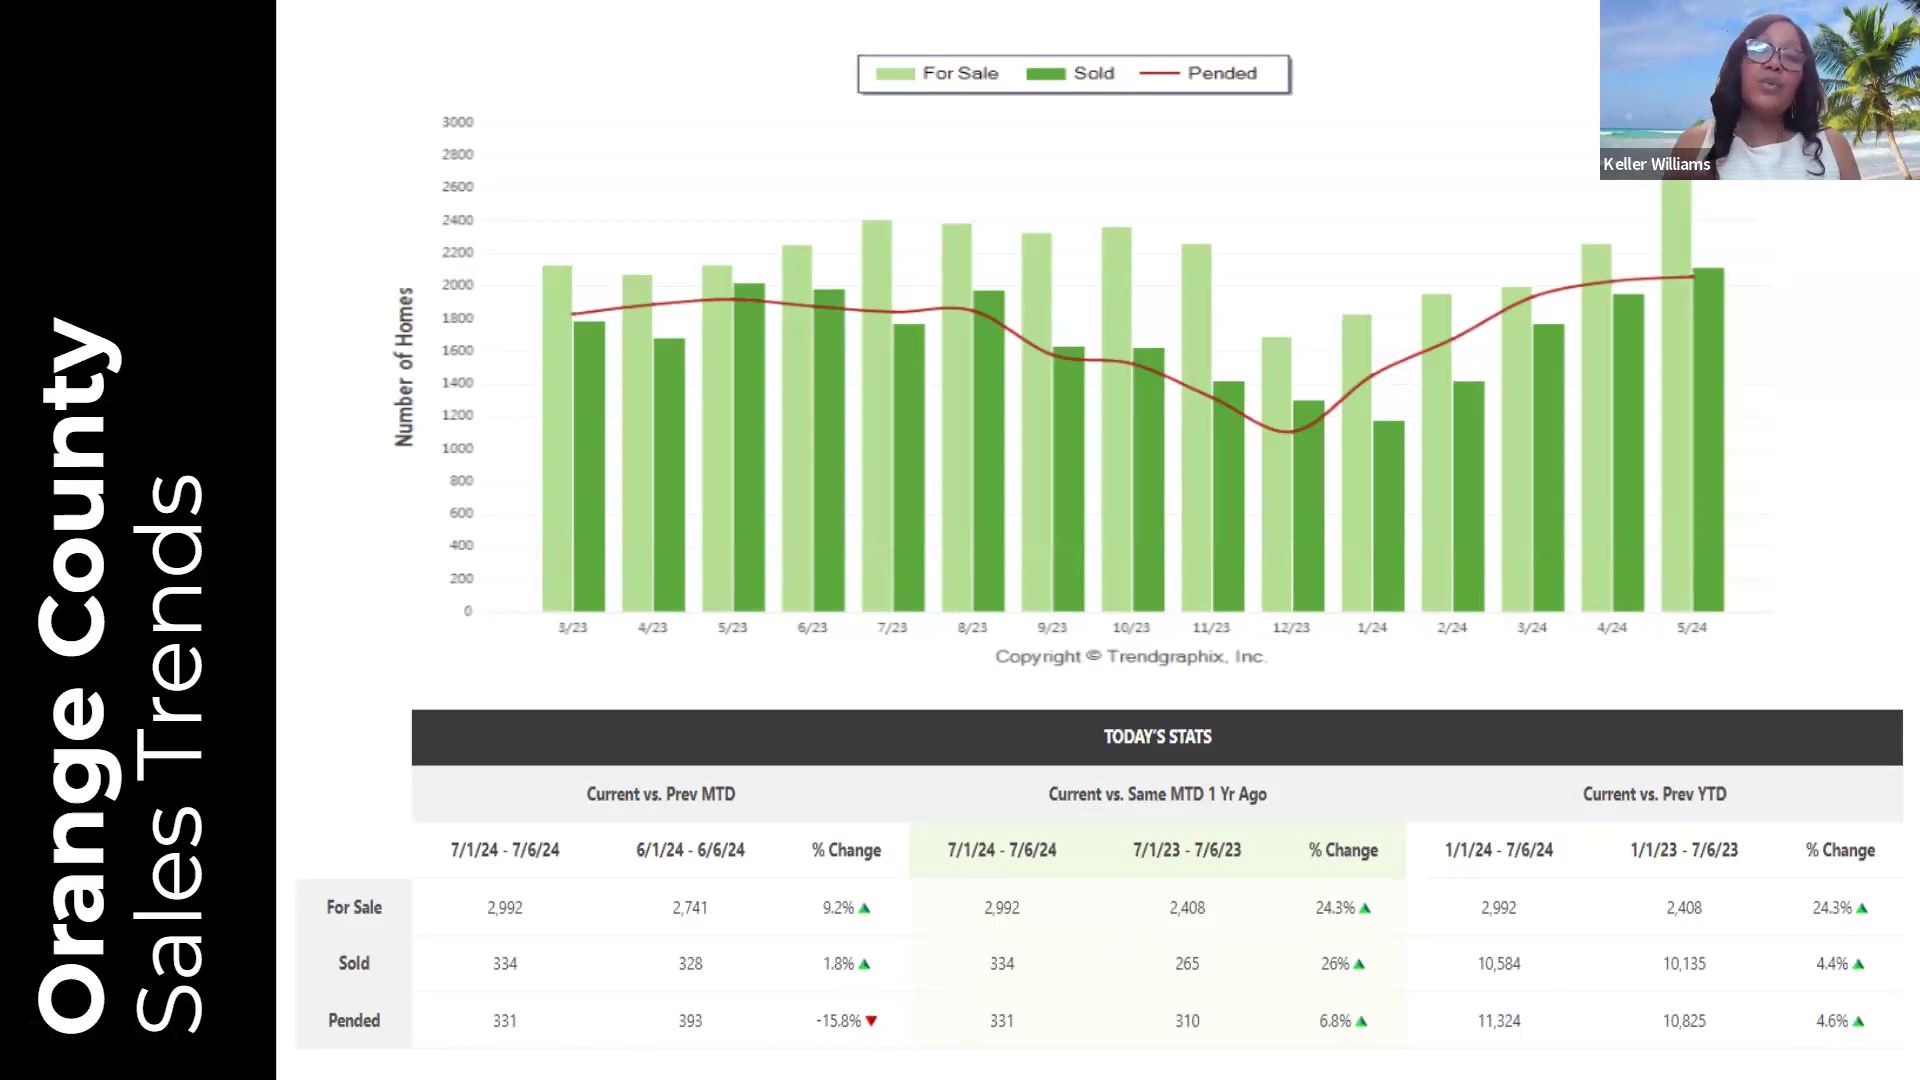 Orange County
Sales Trends
For Sale Sold Pended
Keller Williams
3000
2800
2600
2400
2200
2000
1800
1600
1400
1200
1000
800
600
400
200
0
Number of Homes
3/23 4/23 5/23 6/23 7/23 8/23 9/23 10/23 11/23 12/23 1/24 2/24 3/24 4/24 5/24
Copyright © Trendgraphix, Inc.
TODAY'S STATS
Current vs. Prev MTD Current vs. Same MTD 1 Yr Ago Current vs. Prev YTD
7/1/24 - 7/6/24 6/1/24 - 6/6/24 % Change 7/1/24 - 7/6/24 7/1/23 - 7/6/23 % Change 1/1/24 - 7/6/24 1/1/23 - 7/6/23 % Change
For Sale 2,992 2,741 9.2% 2,992 2,408 24.3% 2,992 2,408 24.3%
Sold 334 328 1.8% 334 265 26% 10,584 10,135 4.4%
Pended 331 393 -15.8% 331 310 6.8% 11,324 10,825 4.6%